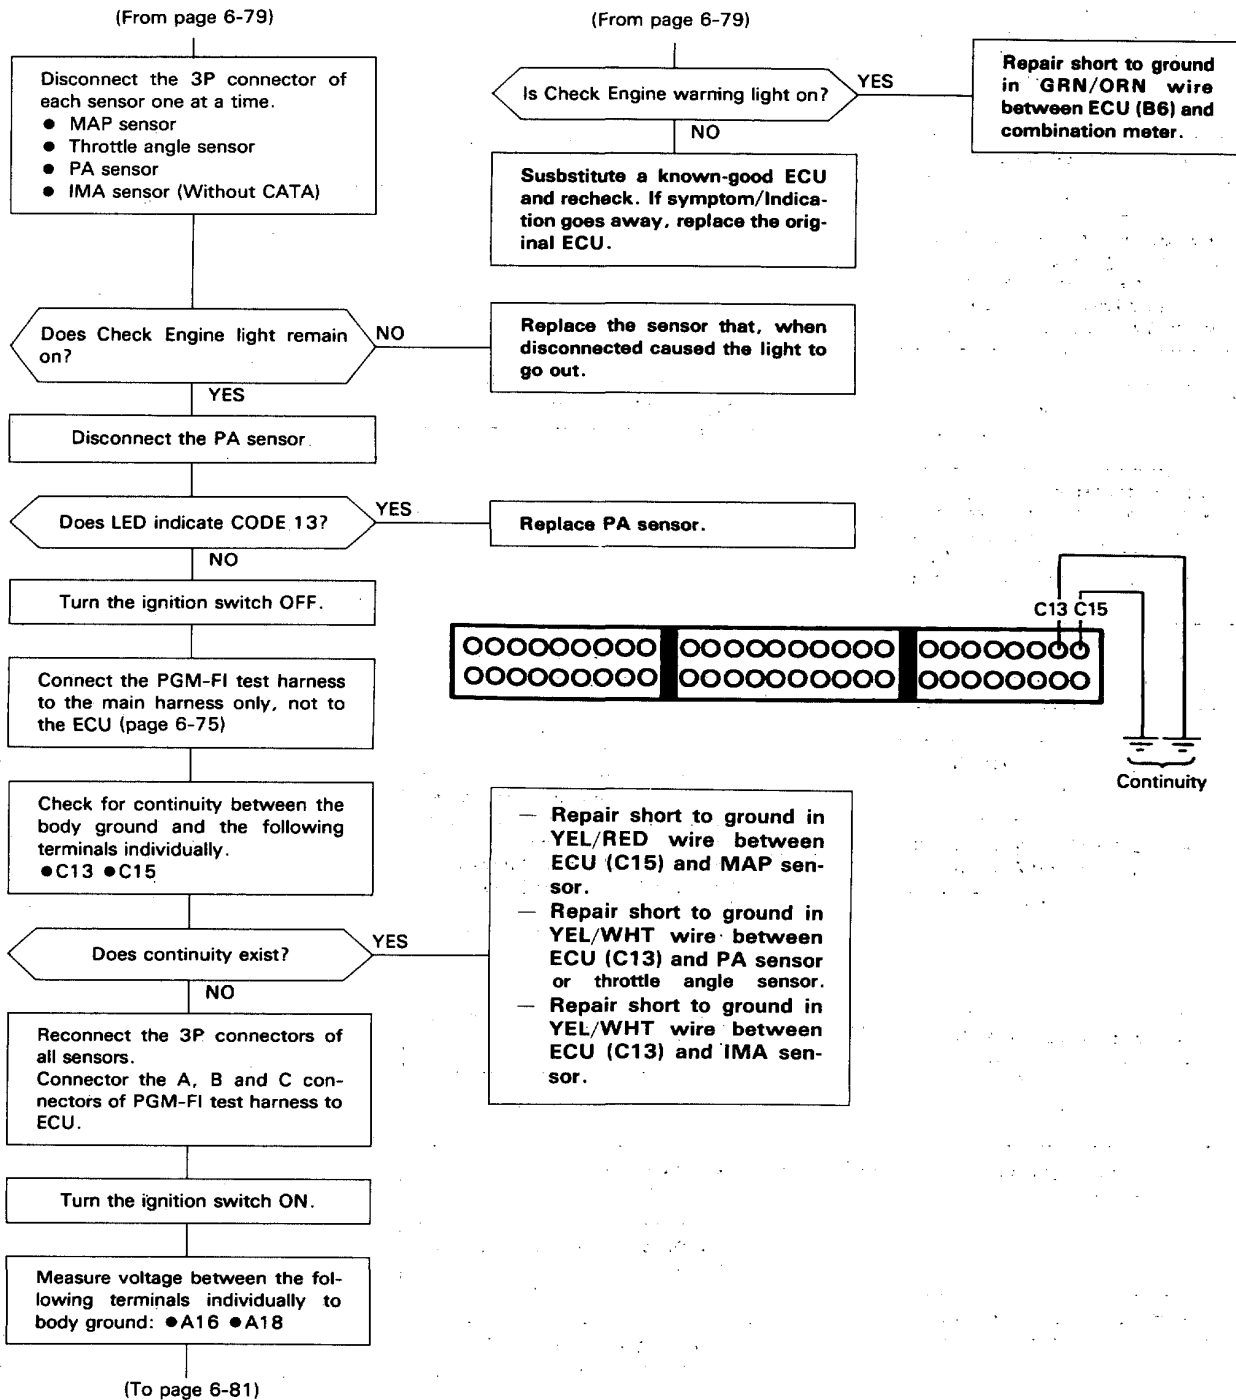 (From page 6-79)
Disconnect the 3P connector of
each sensor one at a time.
● MAP sensor
● Throttle angle sensor
● PA sensor
● IMA sensor (Without CATA)
Does Check Engine light remain
on?
NO
Replace the sensor that, when
disconnected caused the light to
go out.
YES
Disconnect the PA sensor
Does LED indicate CODE 13?
YES
Replace PA sensor.
NO
Turn the ignition switch OFF.
Connect the PGM-FI test harness
to the main harness only, not to
the ECU (page 6-75)
Check for continuity between the
body ground and the following
terminals individually.
●C13 ●C15
Does continuity exist?
YES
— Repair short to ground in
YEL/RED wire between
ECU (C15) and MAP sen-
sor.
— Repair short to ground in
YEL/WHT wire between
ECU (C13) and PA sensor
or throttle angle sensor.
— Repair short to ground in
YEL/WHT wire between
ECU (C13) and IMA sen-
sor.
NO
Reconnect the 3P connectors of
all sensors.
Connector the A, B and C con-
nectors of PGM-FI test harness to
ECU.
Turn the ignition switch ON.
Measure voltage between the fol-
lowing terminals individually to
body ground: ●A16 ●A18
(To page 6-81)
(From page 6-79)
Is Check Engine warning light on?
YES
Repair short to ground
in GRN/ORN wire
between ECU (B6) and
combination meter.
NO
Susbstitute a known-good ECU
and recheck. If symptom/Indica-
tion goes away, replace the orig-
inal ECU.
C13 C15
Continuity